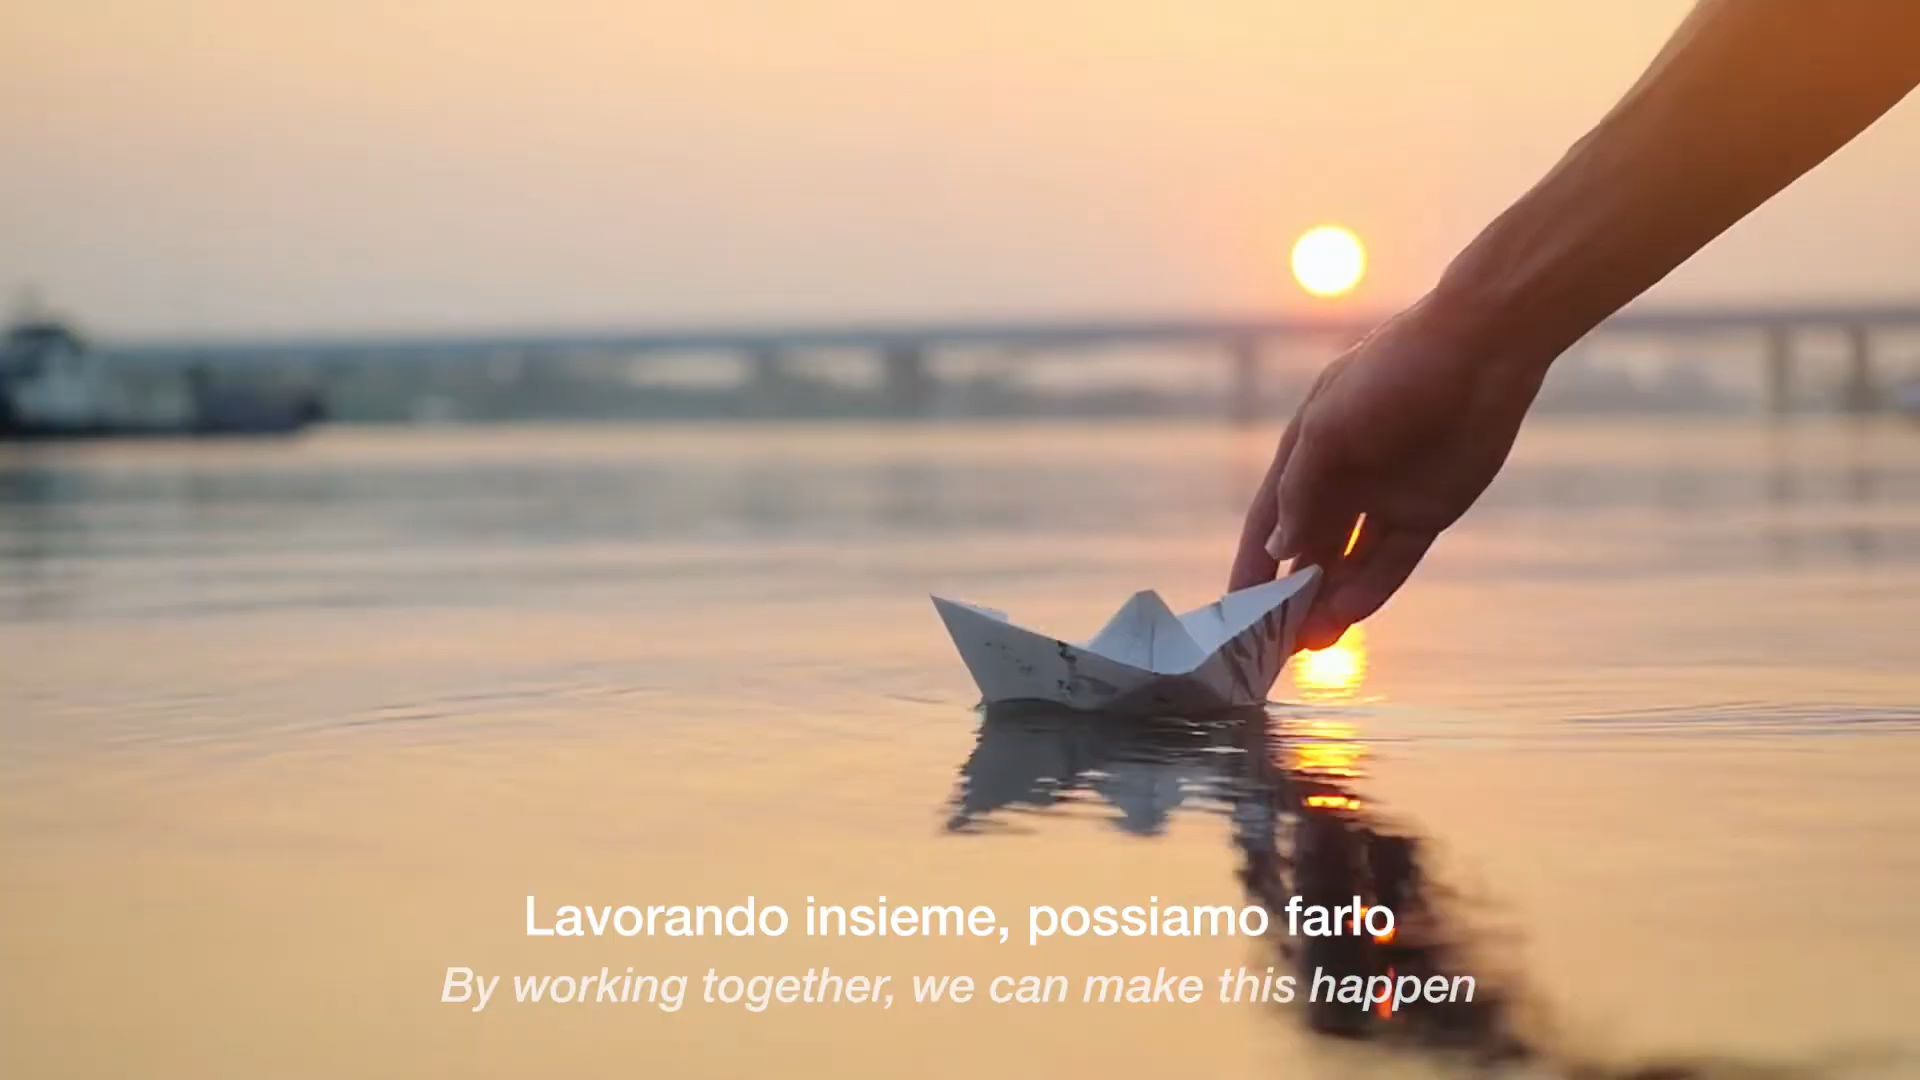 Lavorando insieme, possiamo farlo
By working together, we can make this happen